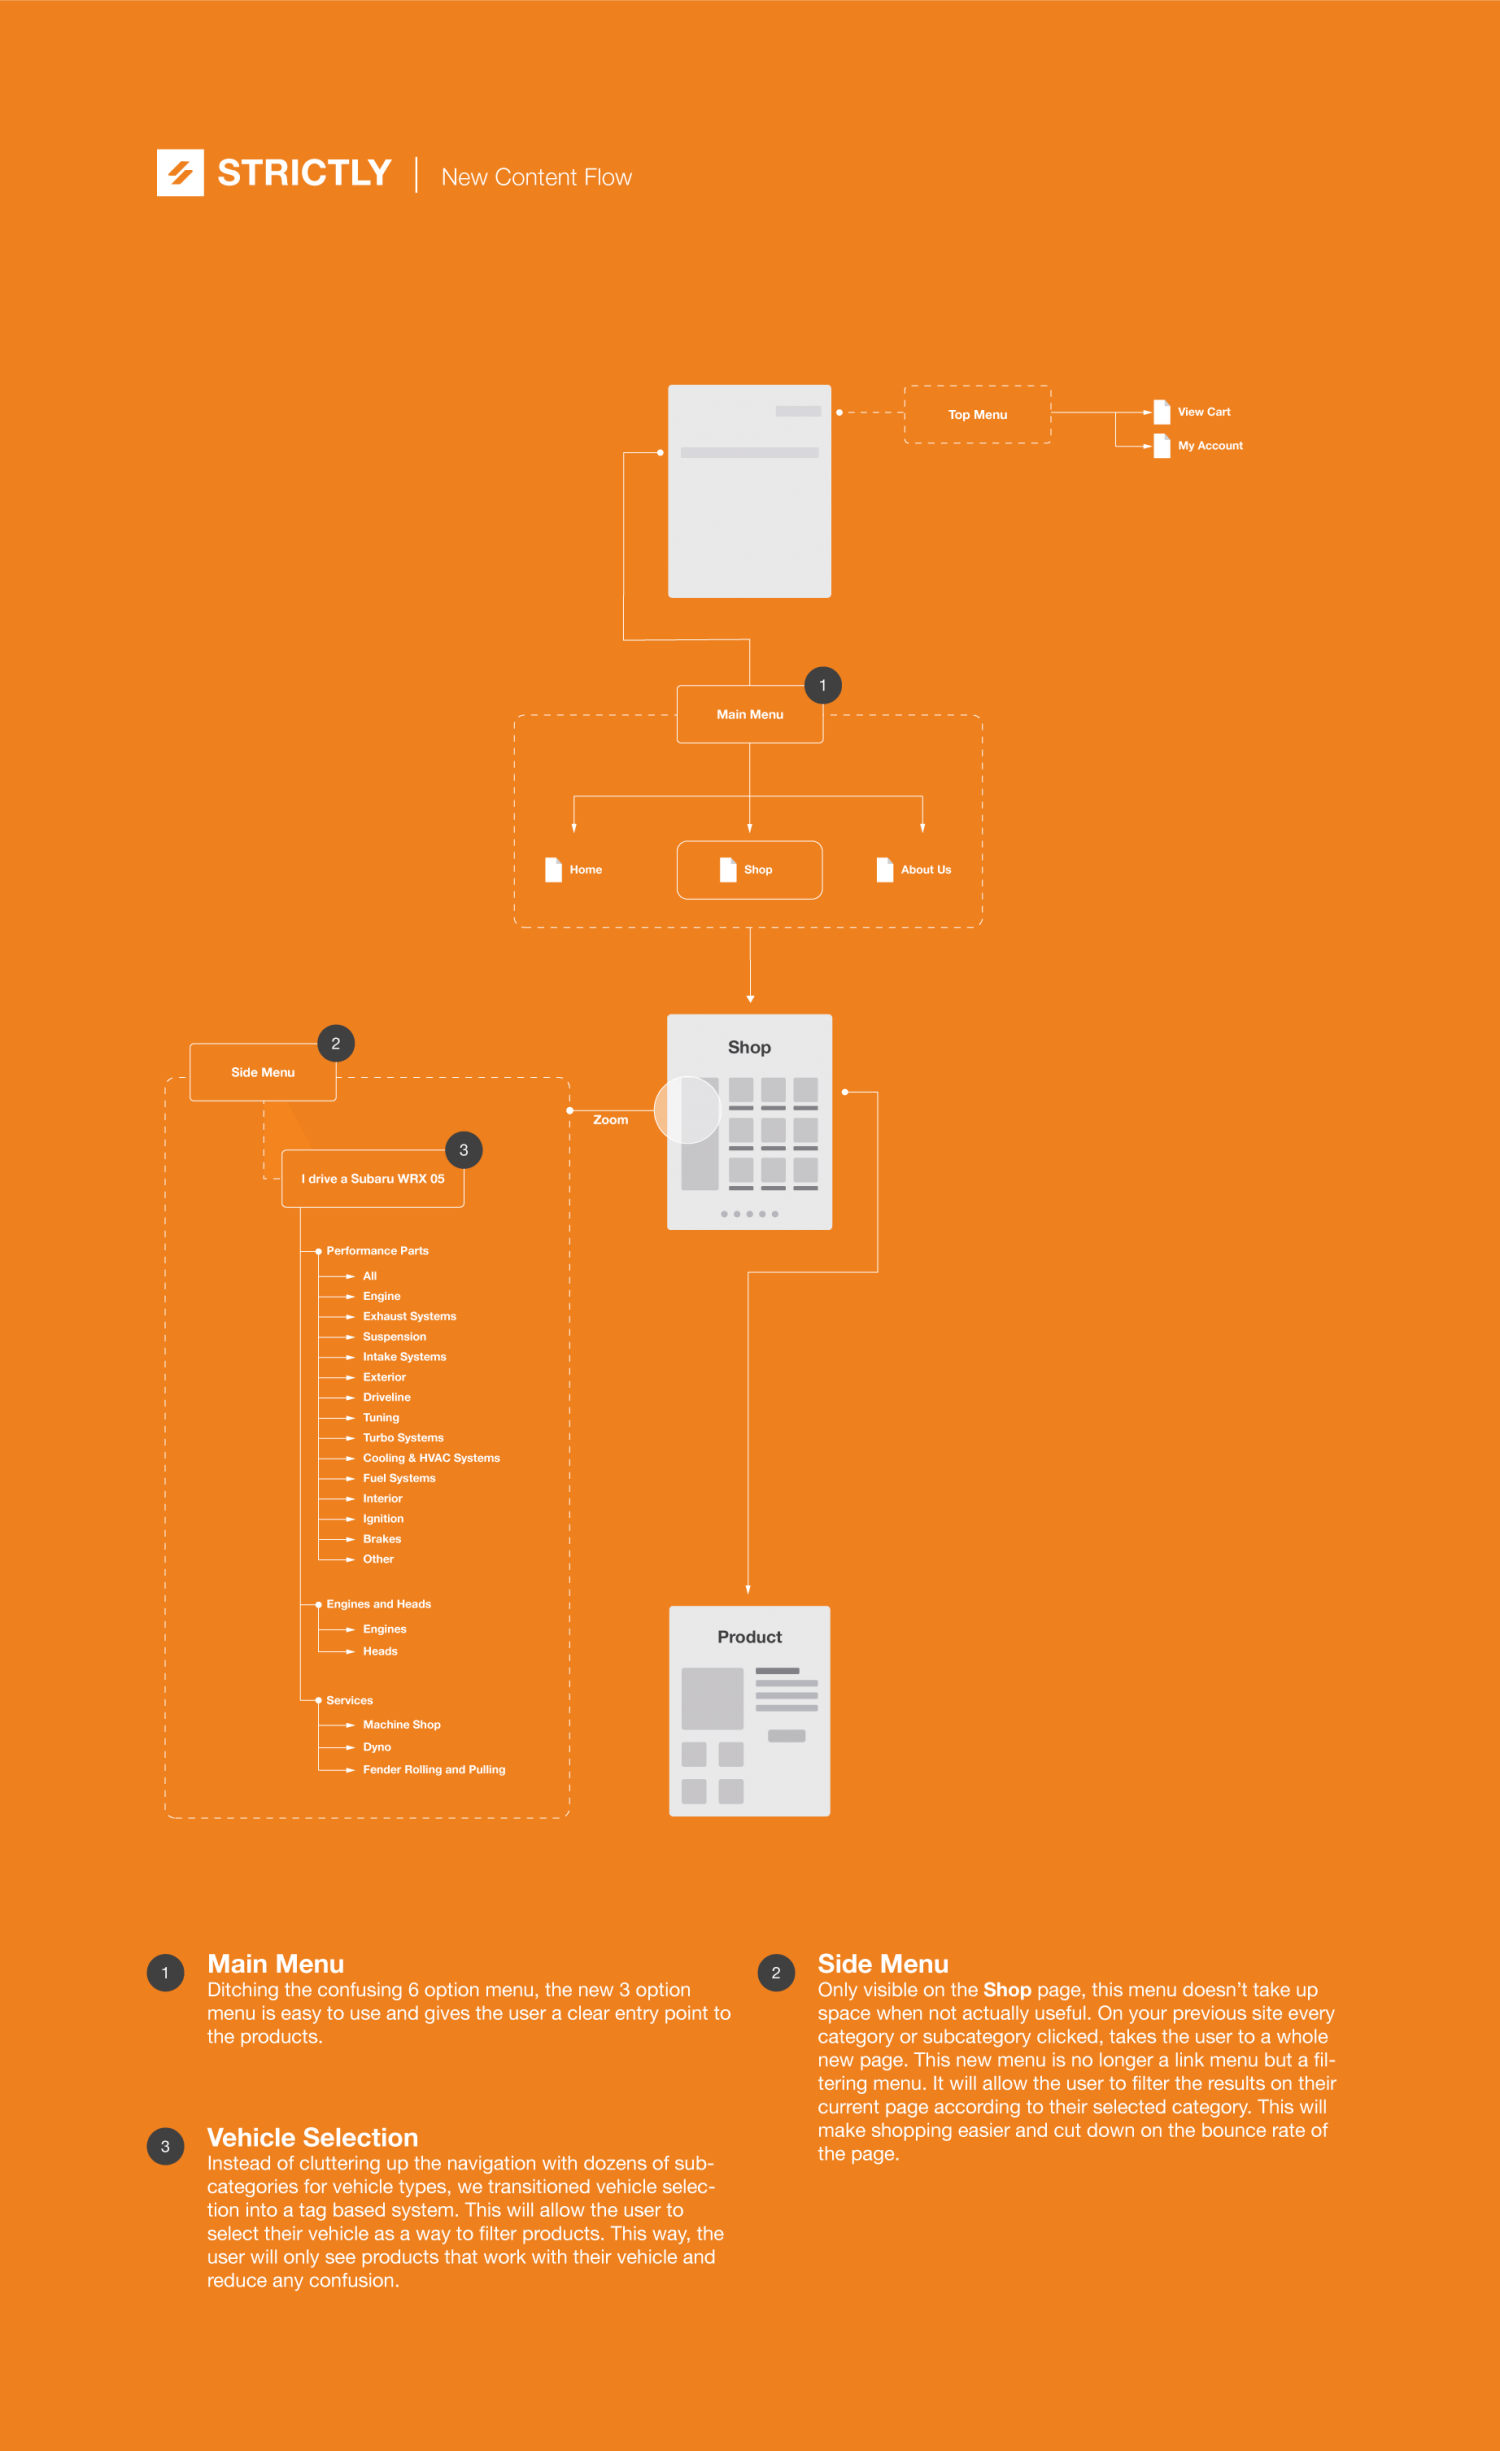 STRICTLY | New Content Flow
Top Menu
View Cart
My Account
1
Main Menu
Home
Shop
About Us
Shop
Zoom
2
Side Menu
3
I drive a Subaru WRX 05
Performance Parts
All
Engine
Exhaust Systems
Suspension
Intake Systems
Exterior
Driveline
Tuning
Turbo Systems
Cooling & HVAC Systems
Fuel Systems
Interior
Ignition
Brakes
Other
Engines and Heads
Engines
Heads
Services
Machine Shop
Dyno
Fender Rolling and Pulling
Product
1
Main Menu
Ditching the confusing 6 option menu, the new 3 option
menu is easy to use and gives the user a clear entry point to
the products.
2
Side Menu
Only visible on the Shop page, this menu doesn’t take up
space when not actually useful. On your previous site every
category or subcategory clicked, takes the user to a whole
new page. This new menu is no longer a link menu but a fil-
tering menu. It will allow the user to filter the results on their
current page according to their selected category. This will
make shopping easier and cut down on the bounce rate of
the page.
3
Vehicle Selection
Instead of cluttering up the navigation with dozens of sub-
categories for vehicle types, we transitioned vehicle selec-
tion into a tag based system. This will allow the user to
select their vehicle as a way to filter products. This way, the
user will only see products that work with their vehicle and
reduce any confusion.